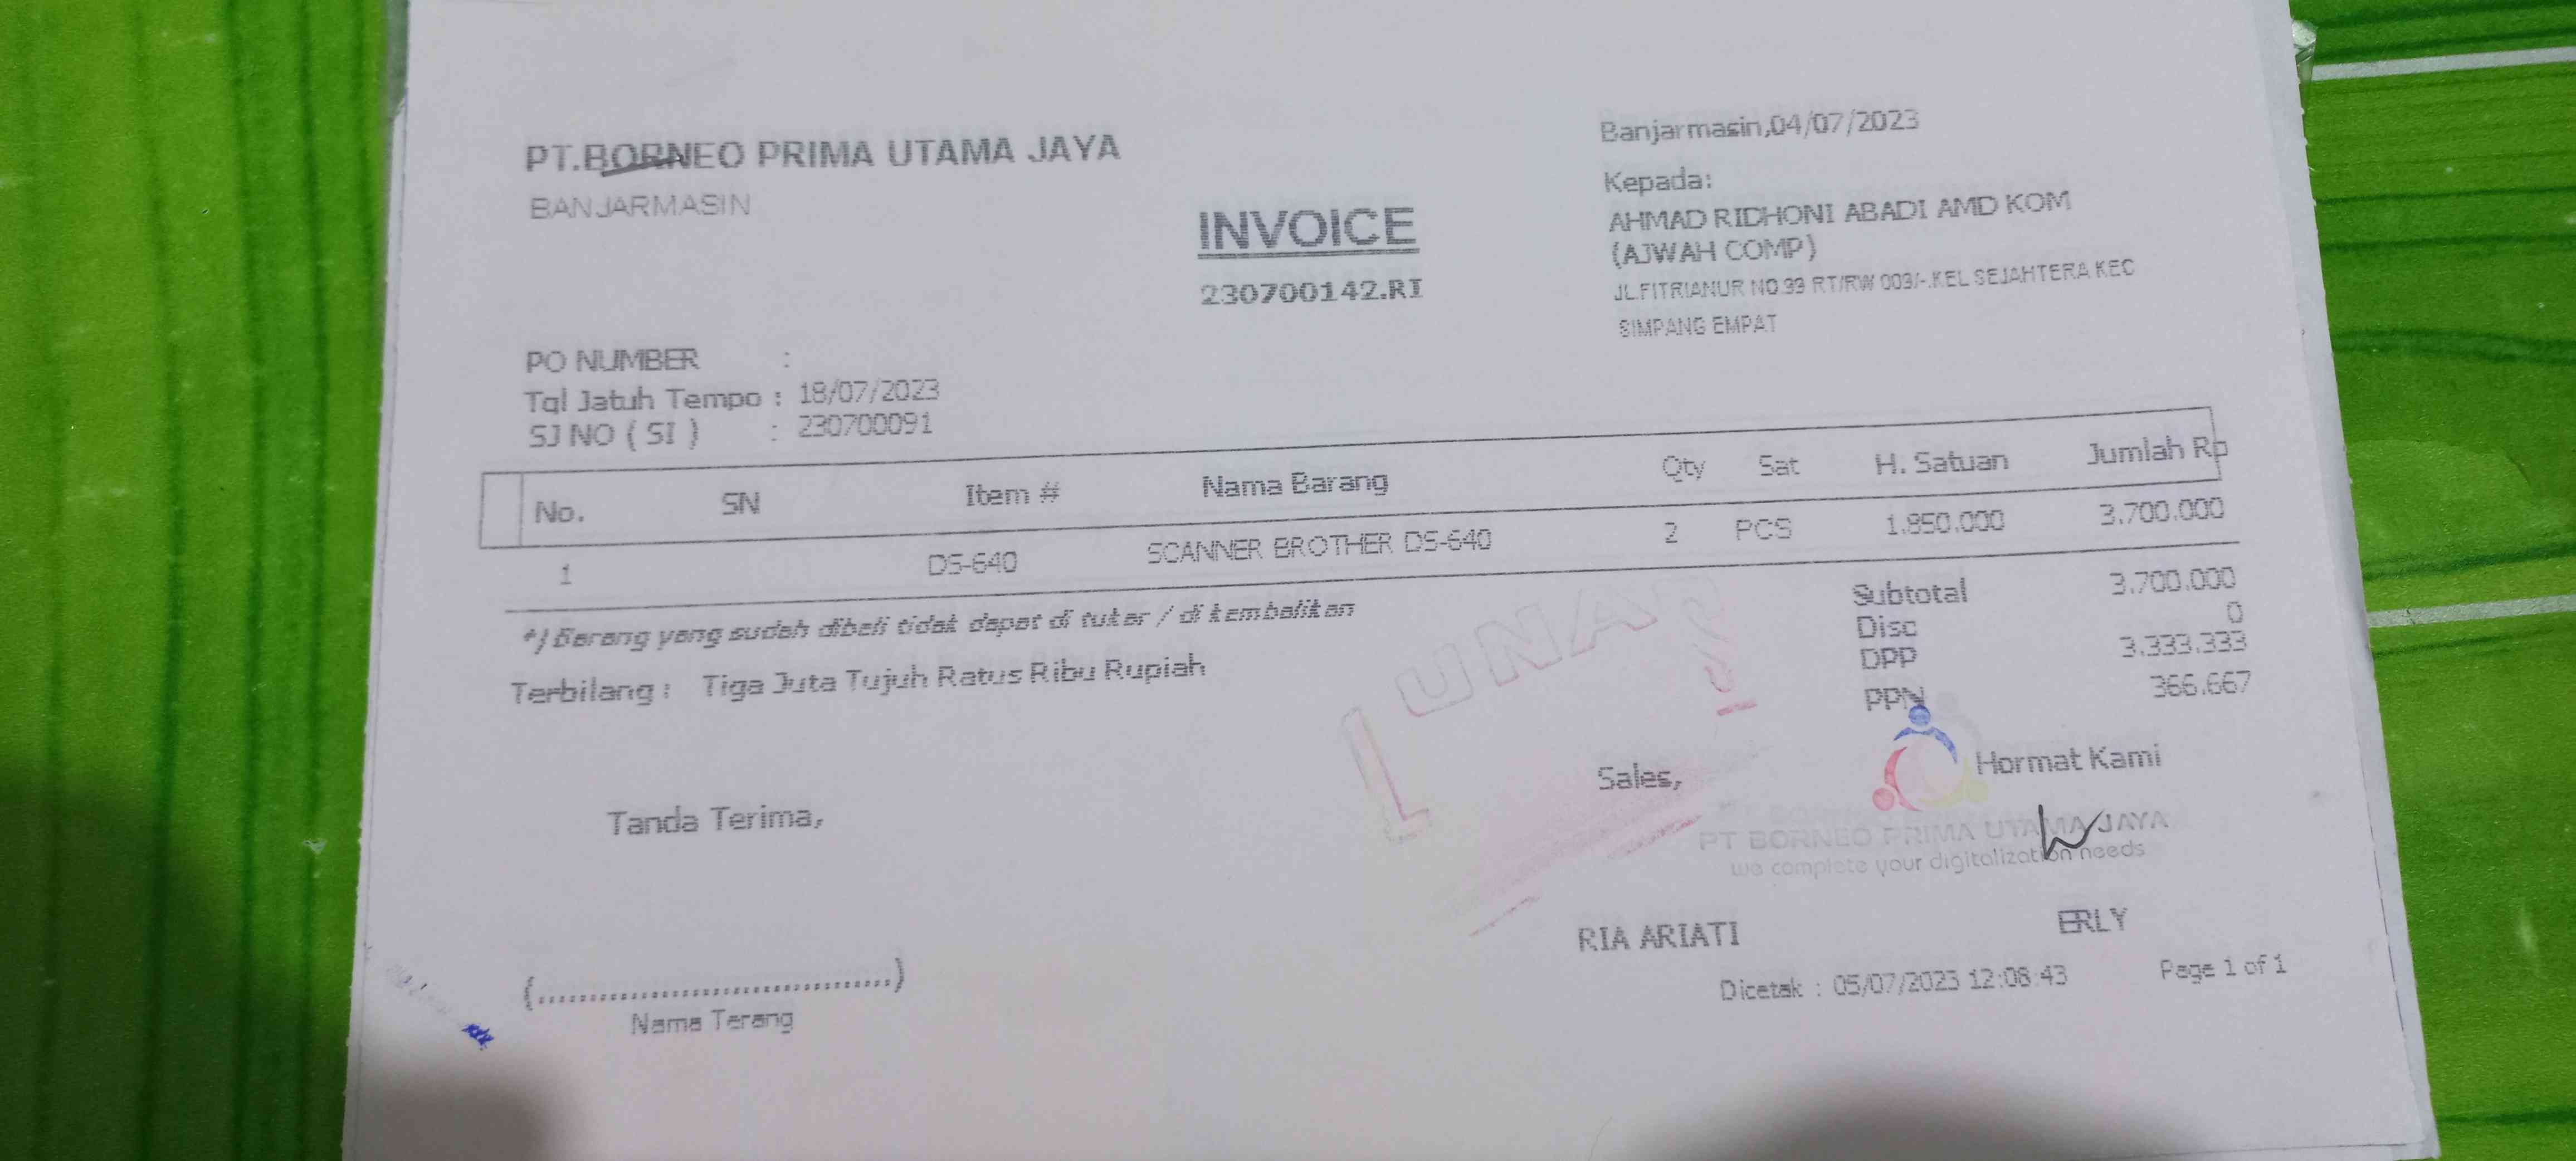 PT.BORNEO PRIMA UTAMA JAYA
BANJARMASIN
INVOICE
230700142.RI
Banjarmasin,04/07/2023
Kepada:
AHMAD RIDHONI ABADI AMD KOM
(AJWAH COMP)
JL.FITRIANUR NO.99 RT/RW 009/-.KEL SEJAHTERA KEC
SIMPANG EMPAT
PO NUMBER :
Tgl Jatuh Tempo : 18/07/2023
SJ NO ( SI ) : 230700091
No. SN Item # Nama Barang Qty Sat H. Satuan Jumlah Rp
1 DS-640 SCANNER BROTHER DS-640 2 PCS 1.850.000 3.700.000
*) Barang yang sudah dibeli tidak dapat di tukar / di kembalikan
Terbilang : Tiga Juta Tujuh Ratus Ribu Rupiah
Subtotal 3.700.000
Disc 0
DPP 3.333.333
PPN 366.667
LUNAS
Tanda Terima,
Sales,
Hormat Kami
PT BORNEO PRIMA UTAMA JAYA
we complete your digitalization needs
RIA ARIATI
ERLY
(....................................)
Nama Terang
Dicetak : 05/07/2023 12:08:43 Page 1 of 1